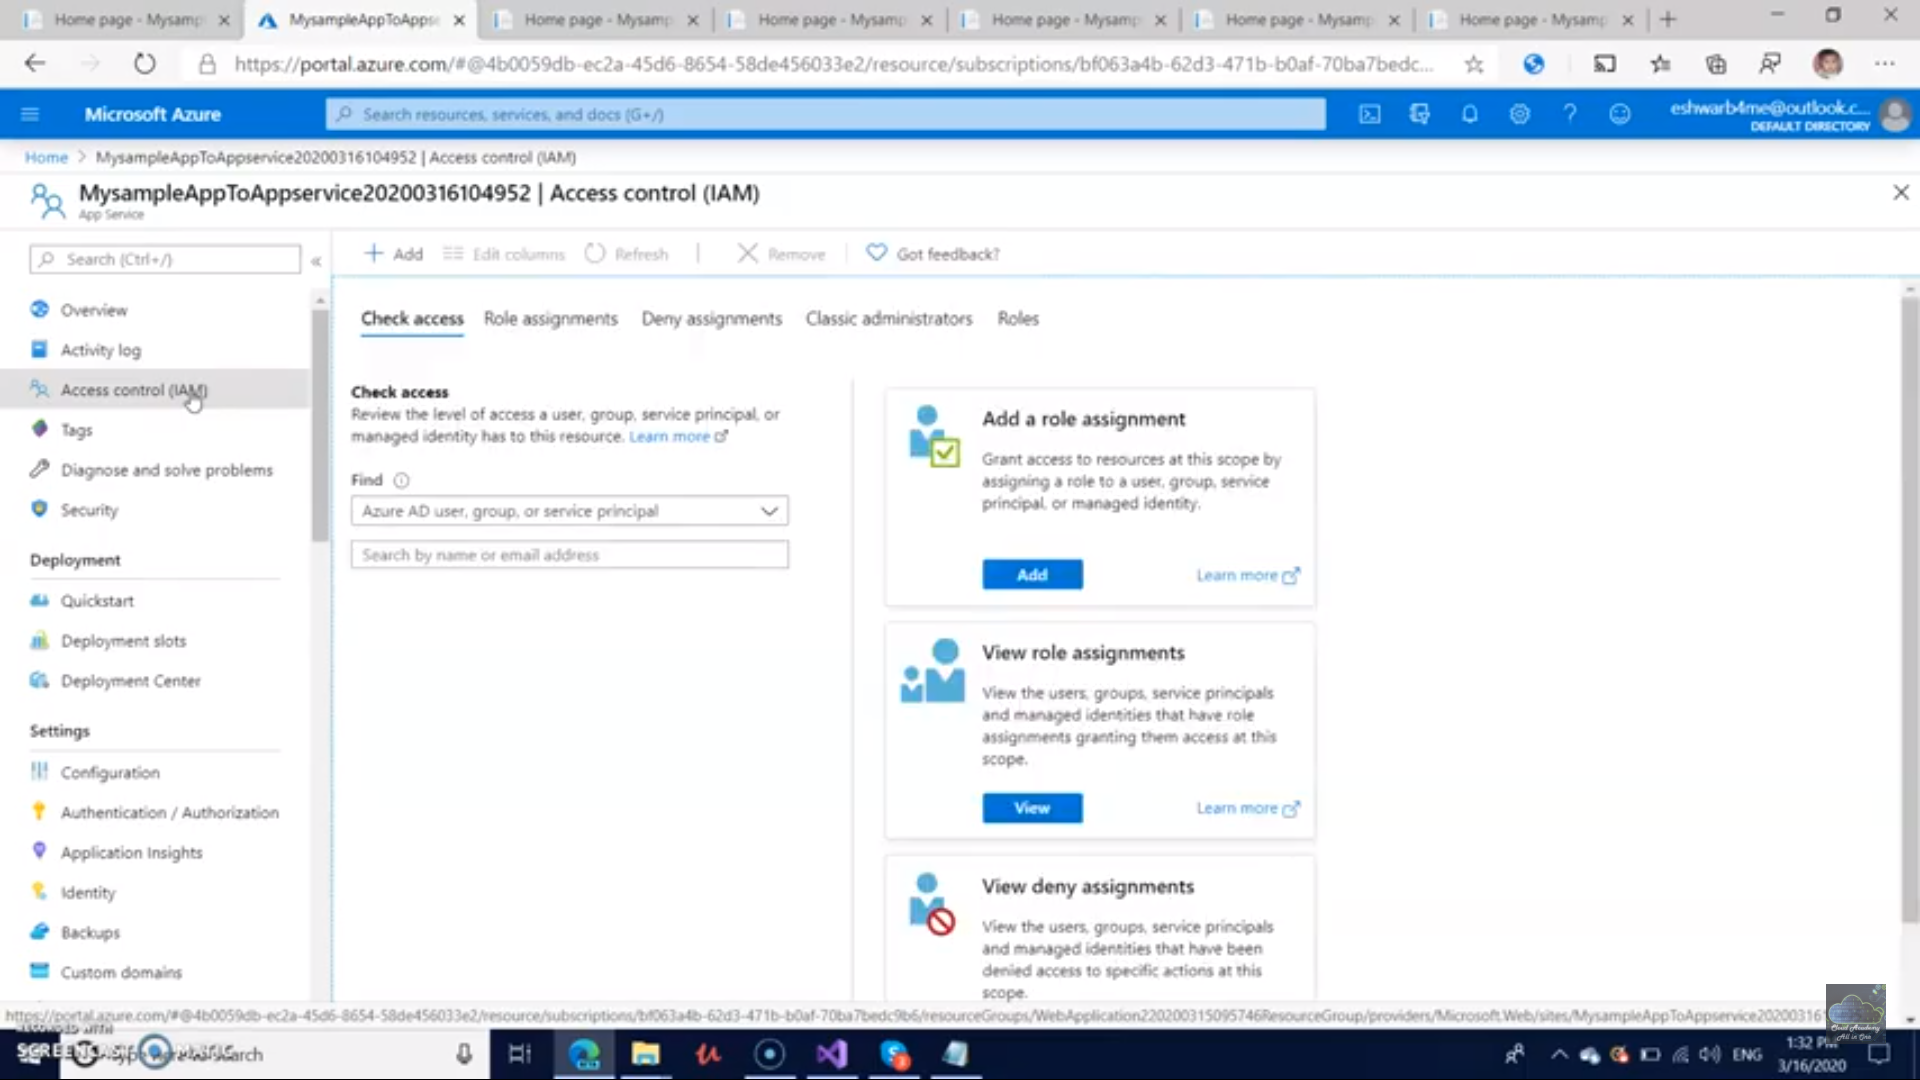 Home page - Mysamp
MysampleAppToAppse
Home page - Mysamp
Home page - Mysamp
Home page - Mysamp
Home page - Mysamp
Home page - Mysamp
https://portal.azure.com/#@4b0059db-ec2a-45d6-8654-58de456033e2/resource/subscriptions/bf063a4b-62d3-471b-b0af-70ba7bedc...
Microsoft Azure
Search resources, services, and docs (G+/)
eshwarb4me@outlook.c...
DEFAULT DIRECTORY
Home > MysampleAppToAppservice20200316104952 | Access control (IAM)
MysampleAppToAppservice20200316104952 | Access control (IAM)
App Service
Search (Ctrl+/)
Add
Edit columns
Refresh
Remove
Got feedback?
Overview
Activity log
Access control (IAM)
Tags
Diagnose and solve problems
Security
Deployment
Quickstart
Deployment slots
Deployment Center
Settings
Configuration
Authentication / Authorization
Application Insights
Identity
Backups
Custom domains
Check access
Role assignments
Deny assignments
Classic administrators
Roles
Check access
Review the level of access a user, group, service principal, or
managed identity has to this resource. Learn more
Find
Azure AD user, group, or service principal
Search by name or email address
Add a role assignment
Grant access to resources at this scope by
assigning a role to a user, group, service
principal, or managed identity.
Add
Learn more
View role assignments
View the users, groups, service principals
and managed identities that have role
assignments granting them access at this
scope.
View
Learn more
View deny assignments
View the users, groups, service principals
and managed identities that have been
denied access to specific actions at this
scope.
https://portal.azure.com/#@4b0059db-ec2a-45d6-8654-58de456033e2/resource/subscriptions/bf063a4b-62d3-471b-b0af-70ba7bedc9b6/resourceGroups/WebApplication220200315095746ResourceGroup/providers/Microsoft.Web/sites/MysampleAppToAppservice202003161
RECORDED WITH
ENG
1:32 PM
3/16/2020